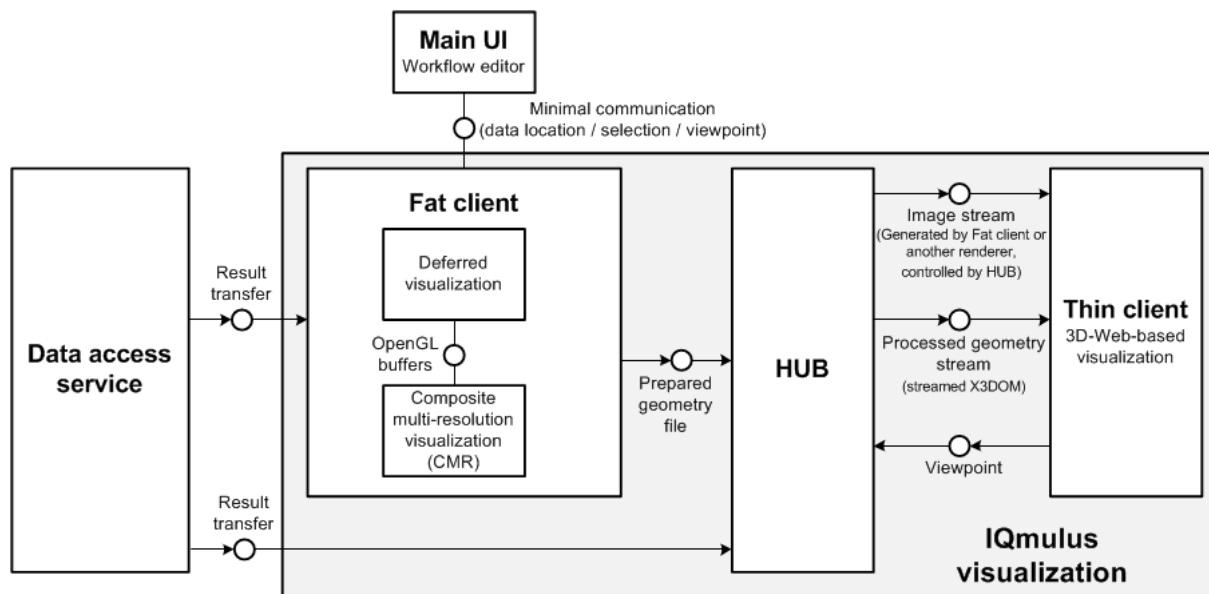 Main UI
Workflow editor
Minimal communication
(data location / selection / viewpoint)
Data access
service
Result
transfer
Result
transfer
Fat client
Deferred
visualization
OpenGL
buffers
Composite
multi-resolution
visualization
(CMR)
Prepared
geometry
file
HUB
Image stream
(Generated by Fat client or
another renderer,
controlled by HUB)
Processed geometry
stream
(streamed X3DOM)
Viewpoint
Thin client
3D-Web-based
visualization
IQmulus
visualization